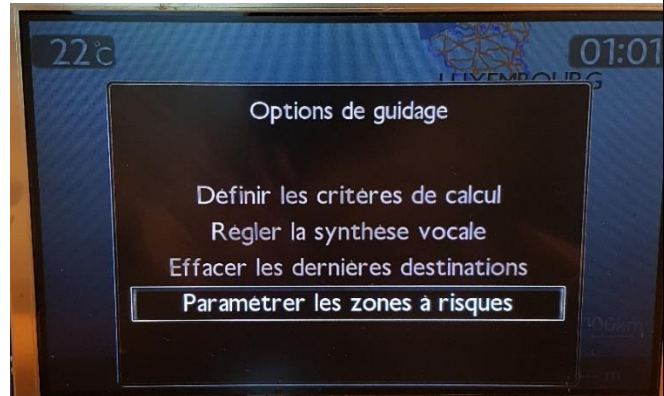 22°c
01:01
LUXEMBOURG
Options de guidage
Définir les critères de calcul
Régler la synthèse vocale
Effacer les dernières destinations
Paramétrer les zones à risques
100km